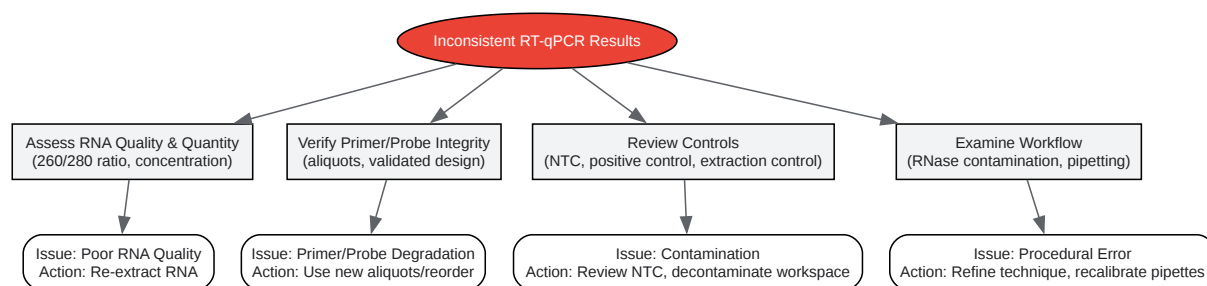 Inconsistent RT-qPCR Results
Assess RNA Quality & Quantity
(260/280 ratio, concentration)
Verify Primer/Probe Integrity
(aliquots, validated design)
Review Controls
(NTC, positive control, extraction control)
Examine Workflow
(RNase contamination, pipetting)
Issue: Poor RNA Quality
Action: Re-extract RNA
Issue: Primer/Probe Degradation
Action: Use new aliquots/reorder
Issue: Contamination
Action: Review NTC, decontaminate workspace
Issue: Procedural Error
Action: Refine technique, recalibrate pipettes